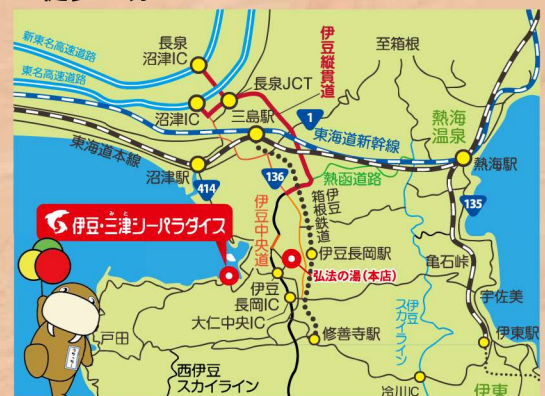 新東名高速道路
東名高速道路
長泉
沼津IC
長泉JCT
沼津IC
伊豆縦貫道
至箱根
三島駅
1
東海道新幹線
熱海
温泉
東海道本線
沼津駅
熱海駅
414
136
熱函道路
135
伊豆・三津シーパラダイス
みと
伊豆中央道
伊豆
箱根鉄道
伊豆長岡駅
亀石峠
弘法の湯(本店)
宇佐美
伊豆
長岡IC
大仁中央IC
伊豆
スカイライン
戸田
修善寺駅
伊東駅
西伊豆
スカイライン
冷川IC
伊東